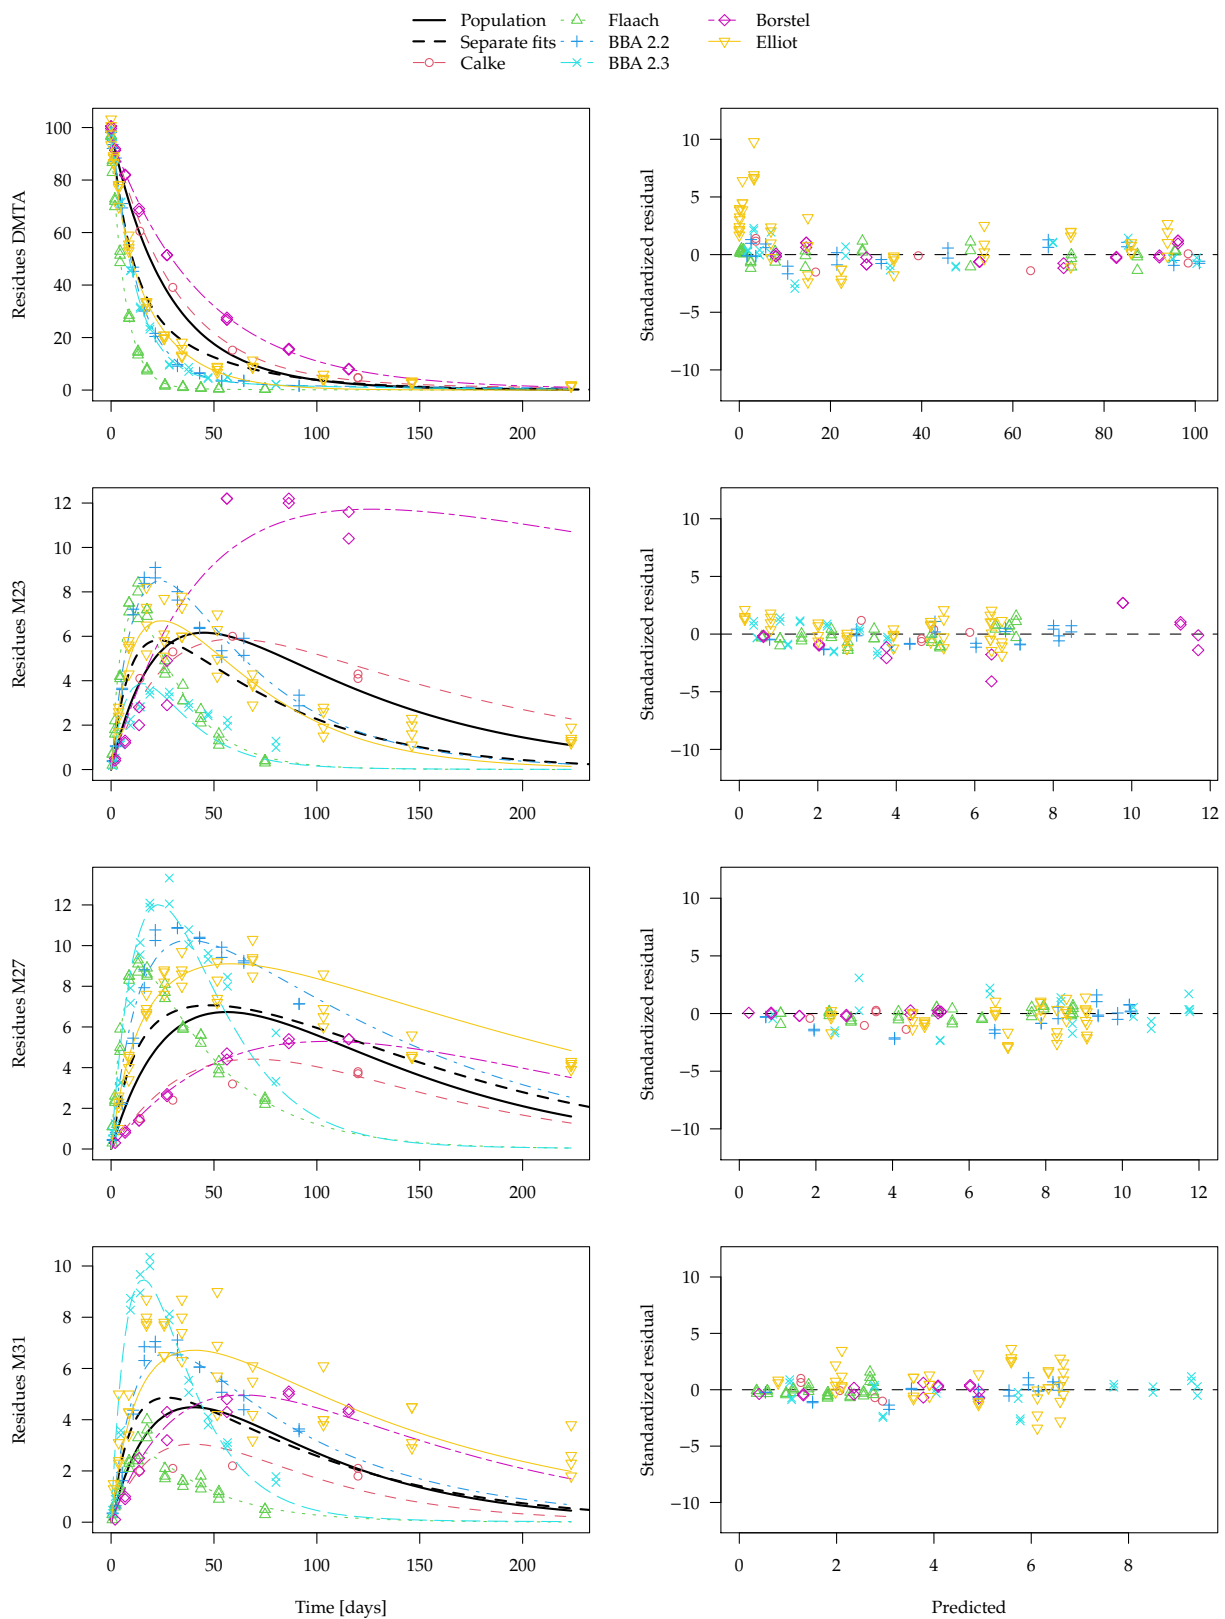 Population Flaach Borstel
Separate fits BBA 2.2 Elliot
Calke BBA 2.3
Residues DMTA
100
80
60
40
20
0
0 50 100 150 200
Standardized residual
10
5
0
−5
−10
0 20 40 60 80 100
Residues M23
12
10
8
6
4
2
0
0 50 100 150 200
Standardized residual
10
5
0
−5
−10
0 2 4 6 8 10 12
Residues M27
12
10
8
6
4
2
0
0 50 100 150 200
Standardized residual
10
5
0
−5
−10
0 2 4 6 8 10 12
Residues M31
10
8
6
4
2
0
0 50 100 150 200
Time [days]
Standardized residual
10
5
0
−5
−10
0 2 4 6 8
Predicted